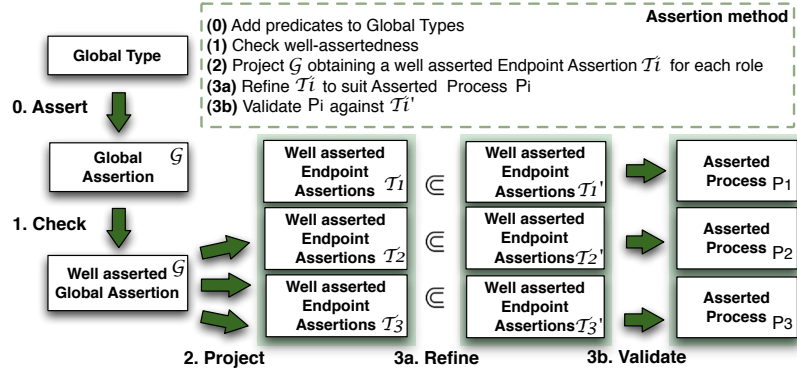 Assertion method
(0) Add predicates to Global Types
(1) Check well-assertedness
(2) Project 𝒢 obtaining a well asserted Endpoint Assertion 𝒯i for each role
(3a) Refine 𝒯i to suit Asserted Process Pi
(3b) Validate Pi against 𝒯i'
Global Type
0. Assert
Global
Assertion 𝒢
1. Check
Well asserted 𝒢
Global Assertion
2. Project
Well asserted
Endpoint
Assertions 𝒯1
Well asserted
Endpoint
Assertions 𝒯2
Well asserted
Endpoint
Assertions 𝒯3
⋐
⋐
⋐
3a. Refine
Well asserted
Endpoint
Assertions 𝒯1'
Well asserted
Endpoint
Assertions 𝒯2'
Well asserted
Endpoint
Assertions 𝒯3'
3b. Validate
Asserted
Process P1
Asserted
Process P2
Asserted
Process P3